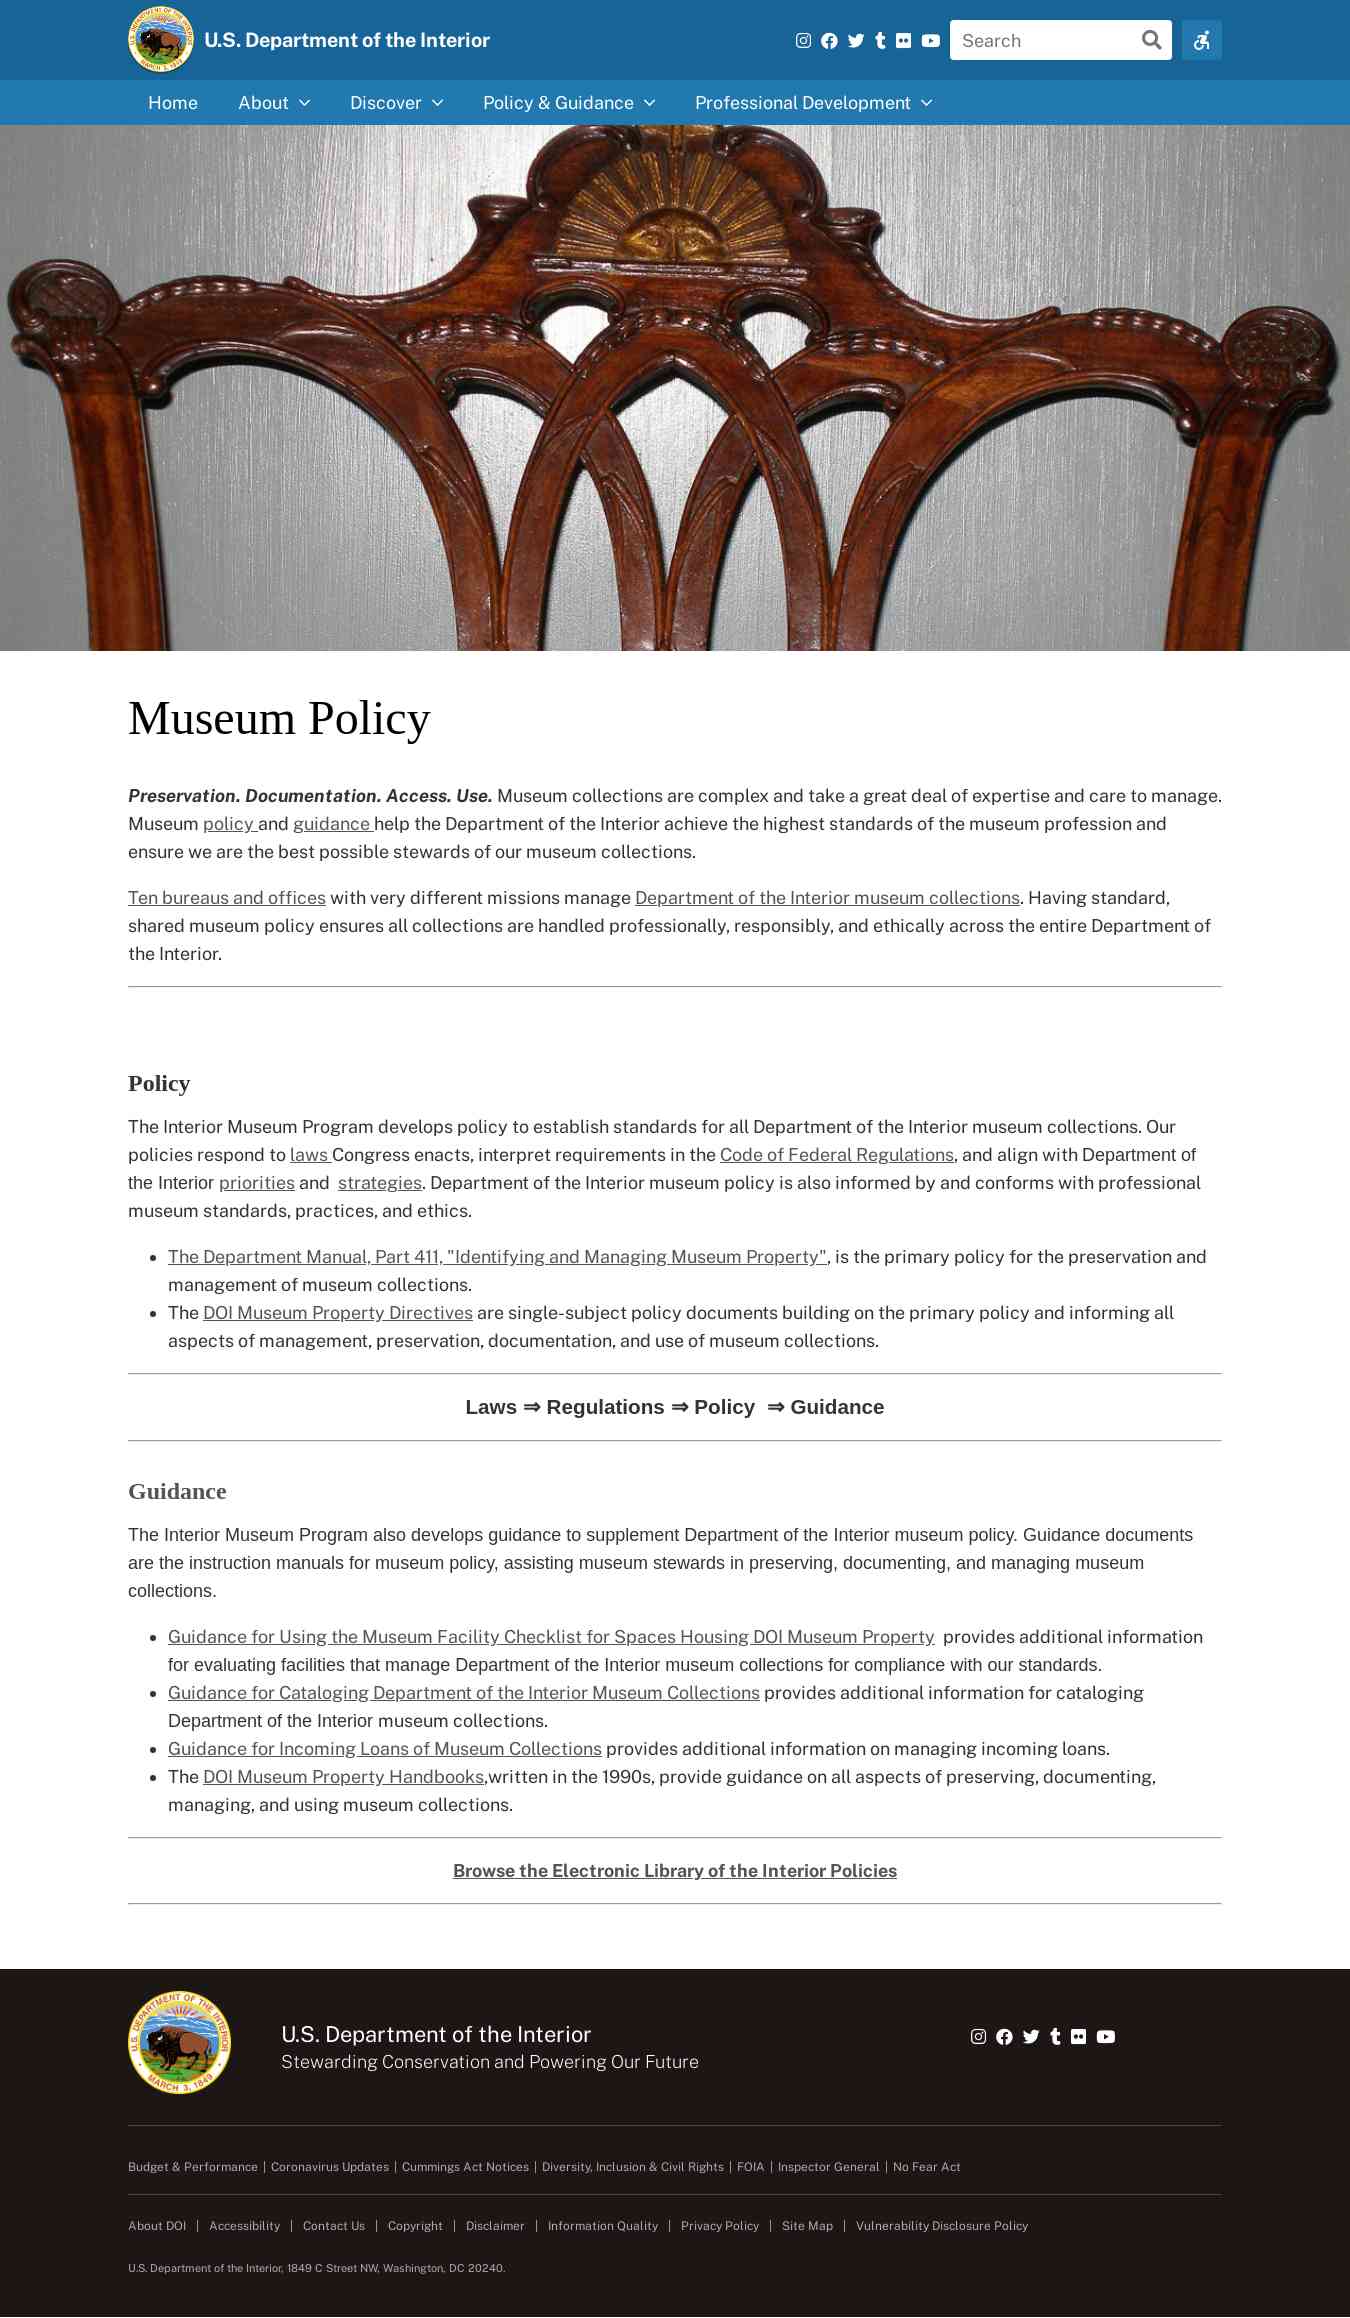 U.S. Department of the Interior
Search
Home About Discover Policy & Guidance Professional Development
Museum Policy
Preservation. Documentation. Access. Use. Museum collections are complex and take a great deal of expertise and care to manage.
Museum policy and guidance help the Department of the Interior achieve the highest standards of the museum profession and
ensure we are the best possible stewards of our museum collections.
Ten bureaus and offices with very different missions manage Department of the Interior museum collections. Having standard,
shared museum policy ensures all collections are handled professionally, responsibly, and ethically across the entire Department of
the Interior.
Policy
The Interior Museum Program develops policy to establish standards for all Department of the Interior museum collections. Our
policies respond to laws Congress enacts, interpret requirements in the Code of Federal Regulations, and align with Department of
the Interior priorities and strategies. Department of the Interior museum policy is also informed by and conforms with professional
museum standards, practices, and ethics.
• The Department Manual, Part 411, "Identifying and Managing Museum Property", is the primary policy for the preservation and
management of museum collections.
• The DOI Museum Property Directives are single-subject policy documents building on the primary policy and informing all
aspects of management, preservation, documentation, and use of museum collections.
Laws ⇒ Regulations ⇒ Policy ⇒ Guidance
Guidance
The Interior Museum Program also develops guidance to supplement Department of the Interior museum policy. Guidance documents
are the instruction manuals for museum policy, assisting museum stewards in preserving, documenting, and managing museum
collections.
• Guidance for Using the Museum Facility Checklist for Spaces Housing DOI Museum Property provides additional information
for evaluating facilities that manage Department of the Interior museum collections for compliance with our standards.
• Guidance for Cataloging Department of the Interior Museum Collections provides additional information for cataloging
Department of the Interior museum collections.
• Guidance for Incoming Loans of Museum Collections provides additional information on managing incoming loans.
• The DOI Museum Property Handbooks,written in the 1990s, provide guidance on all aspects of preserving, documenting,
managing, and using museum collections.
Browse the Electronic Library of the Interior Policies
U.S. DEPARTMENT OF THE INTERIOR
MARCH 3, 1849
U.S. Department of the Interior
Stewarding Conservation and Powering Our Future
Budget & Performance | Coronavirus Updates | Cummings Act Notices | Diversity, Inclusion & Civil Rights | FOIA | Inspector General | No Fear Act
About DOI | Accessibility | Contact Us | Copyright | Disclaimer | Information Quality | Privacy Policy | Site Map | Vulnerability Disclosure Policy
U.S. Department of the Interior, 1849 C Street NW, Washington, DC 20240.